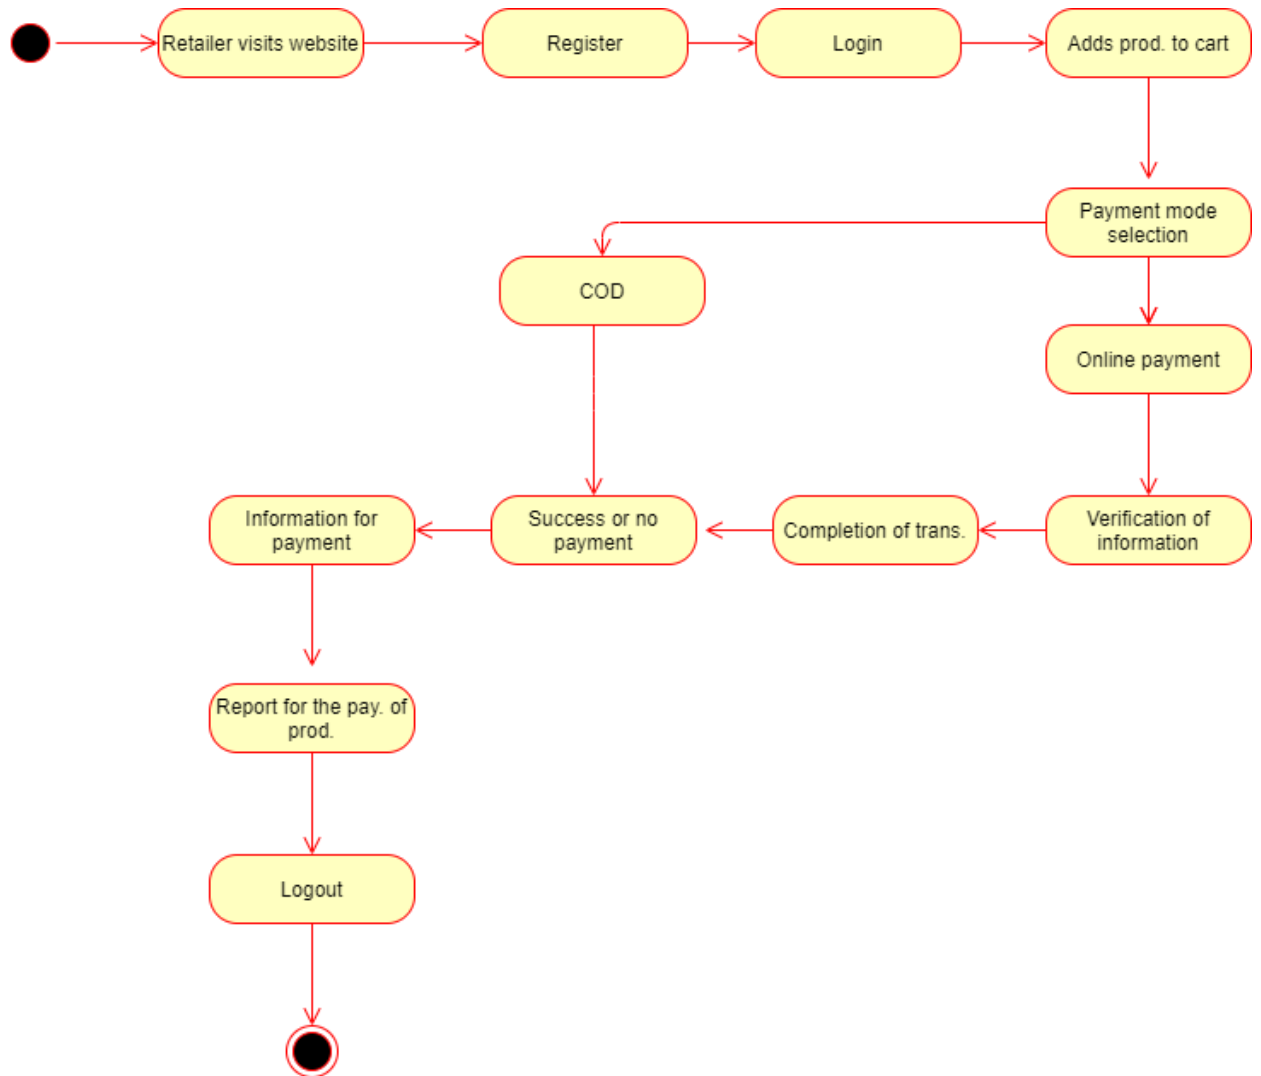 Retailer visits website
Register
Login
Adds prod. to cart
Payment mode
selection
COD
Online payment
Information for
payment
Success or no
payment
Completion of trans.
Verification of
information
Report for the pay. of
prod.
Logout